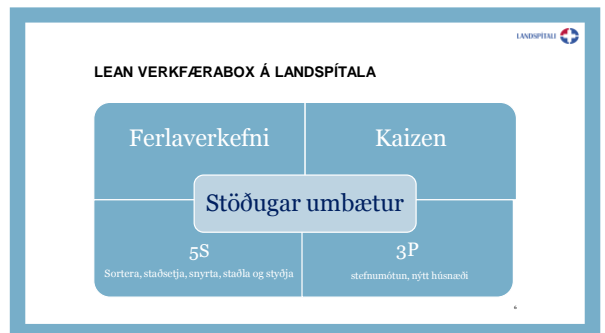 LANDSPÍTALI
LEAN VERKFÆRABOX Á LANDSPÍTALA
Ferlaverkefni
Kaizen
Stöðugar umbætur
5S
Sortera, staðsetja, snyrta, staðla og styðja
3P
stefnumótun, nýtt húsnæði